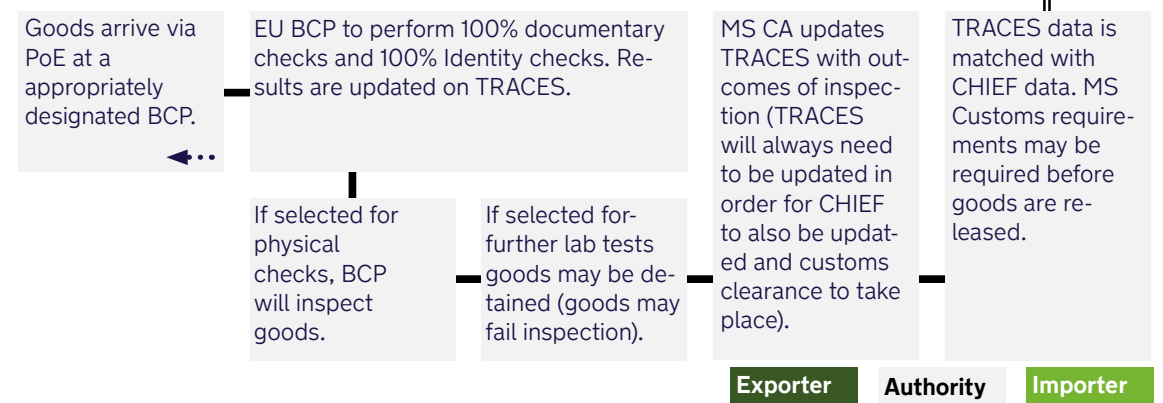 Goods arrive via
PoE at a
appropriately
designated BCP.
EU BCP to perform 100% documentary
checks and 100% Identity checks. Re-
sults are updated on TRACES.
If selected for
physical
checks, BCP
will inspect
goods.
If selected for-
further lab tests
goods may be de-
tained (goods may
fail inspection).
MS CA updates
TRACES with out-
comes of inspec-
tion (TRACES
will always need
to be updated in
order for CHIEF
to also be updat-
ed and customs
clearance to take
place).
TRACES data is
matched with
CHIEF data. MS
Customs require-
ments may be
required before
goods are re-
leased.
Exporter
Authority
Importer